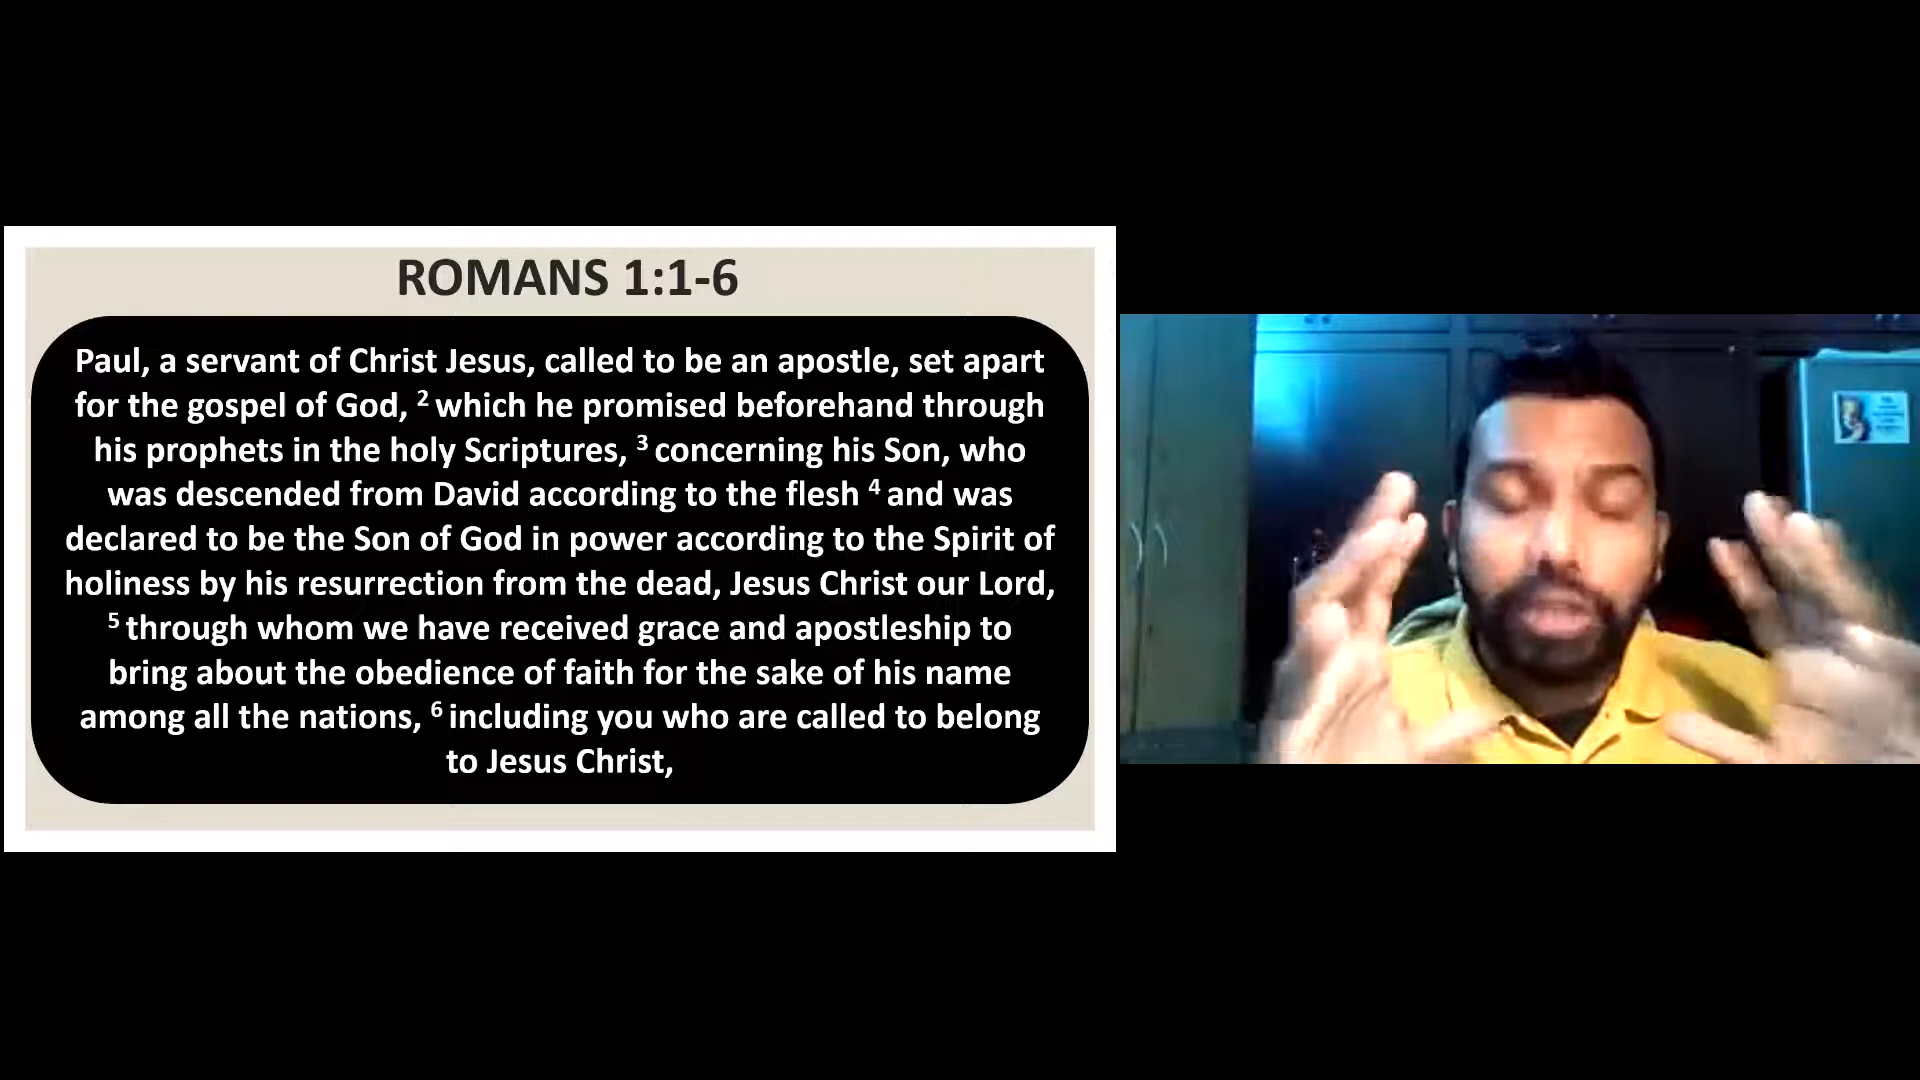 ROMANS 1:1-6
Paul, a servant of Christ Jesus, called to be an apostle, set apart
for the gospel of God, 2 which he promised beforehand through
his prophets in the holy Scriptures, 3 concerning his Son, who
was descended from David according to the flesh 4 and was
declared to be the Son of God in power according to the Spirit of
holiness by his resurrection from the dead, Jesus Christ our Lord,
5 through whom we have received grace and apostleship to
bring about the obedience of faith for the sake of his name
among all the nations, 6 including you who are called to belong
to Jesus Christ,